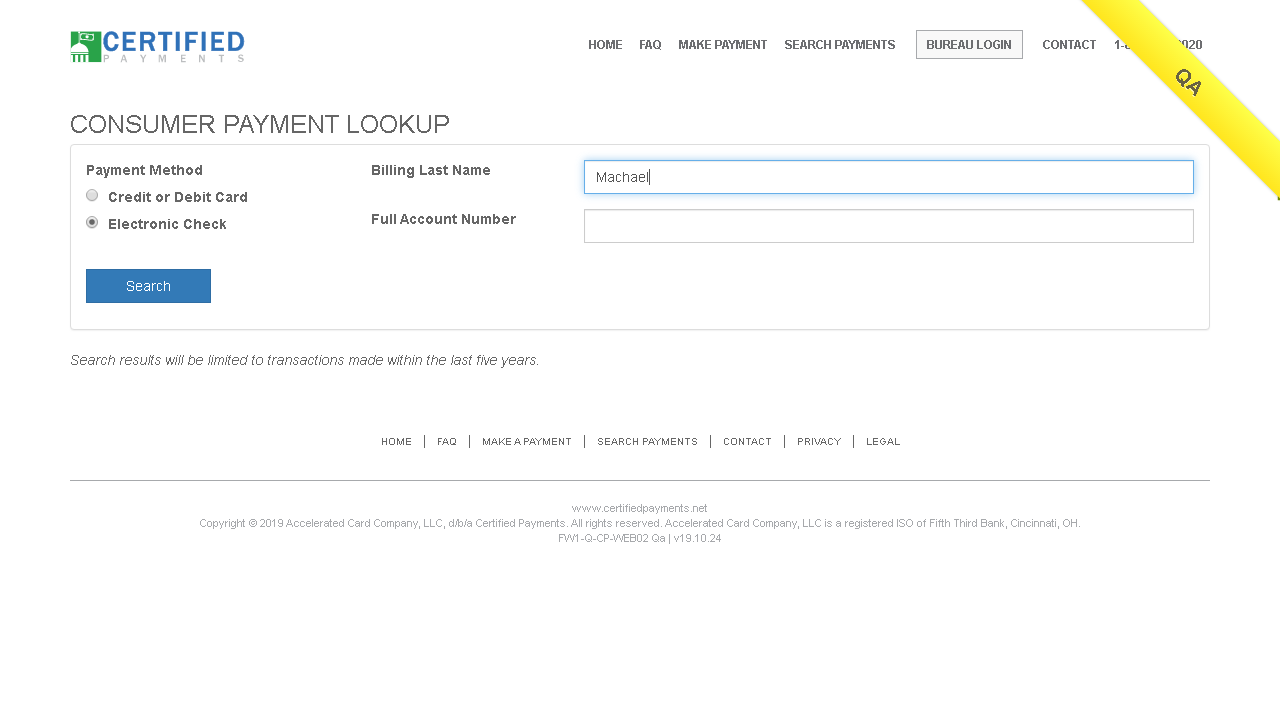 CERTIFIED
PAYMENTS
HOME FAQ MAKE PAYMENT SEARCH PAYMENTS BUREAU LOGIN CONTACT
QA
CONSUMER PAYMENT LOOKUP
Payment Method
Credit or Debit Card
Electronic Check
Billing Last Name
Machael
Full Account Number
Search
Search results will be limited to transactions made within the last five years.
HOME | FAQ | MAKE A PAYMENT | SEARCH PAYMENTS | CONTACT | PRIVACY | LEGAL
www.certifiedpayments.net
Copyright © 2019 Accelerated Card Company, LLC, d/b/a Certified Payments. All rights reserved. Accelerated Card Company, LLC is a registered ISO of Fifth Third Bank, Cincinnati, OH.
FW1-Q-CP-WEB02 Qa | v19.10.24